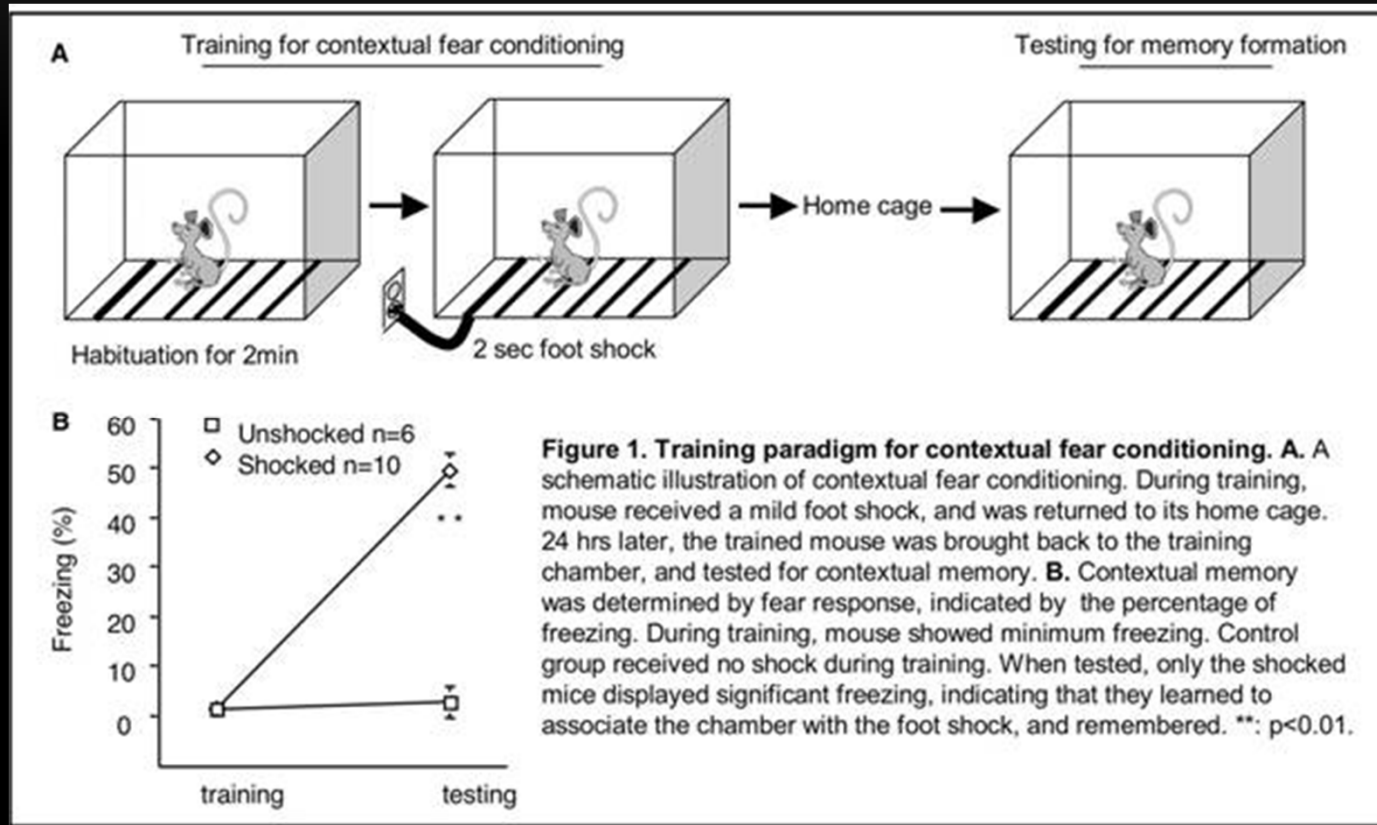 A
Training for contextual fear conditioning
Testing for memory formation
Home cage
Habituation for 2min
2 sec foot shock
B
60
50
40
30
20
10
0
Freezing (%)
Unshocked n=6
Shocked n=10
**
training
testing
Figure 1. Training paradigm for contextual fear conditioning. A. A
schematic illustration of contextual fear conditioning. During training,
mouse received a mild foot shock, and was returned to its home cage.
24 hrs later, the trained mouse was brought back to the training
chamber, and tested for contextual memory. B. Contextual memory
was determined by fear response, indicated by the percentage of
freezing. During training, mouse showed minimum freezing. Control
group received no shock during training. When tested, only the shocked
mice displayed significant freezing, indicating that they learned to
associate the chamber with the foot shock, and remembered. **: p<0.01.